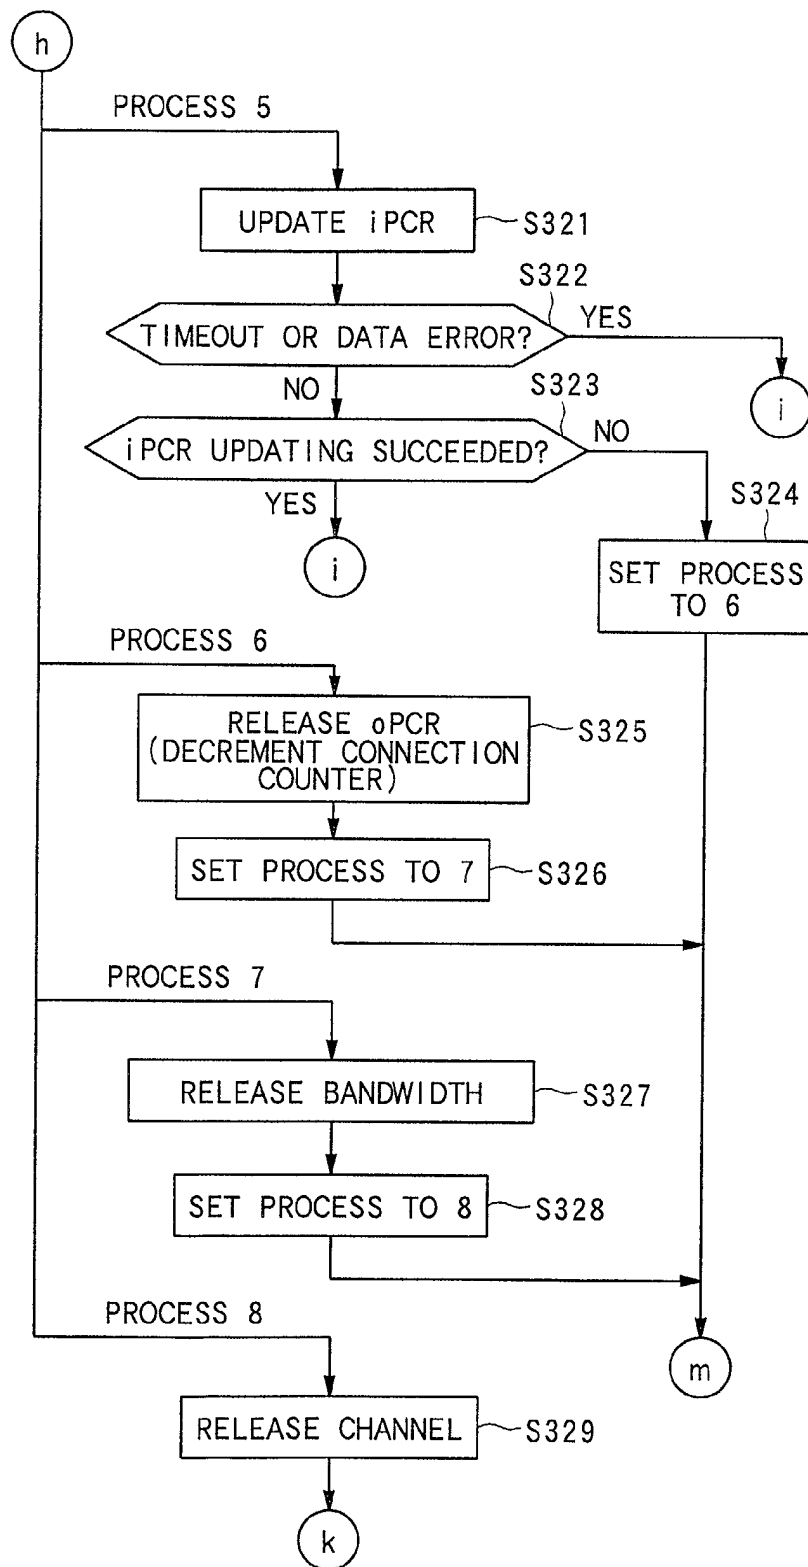 h
PROCESS 5
UPDATE iPCR
S321
S322
TIMEOUT OR DATA ERROR?
YES
i
NO
S323
iPCR UPDATING SUCCEEDED?
NO
YES
i
S324
SET PROCESS
TO 6
PROCESS 6
RELEASE oPCR
(DECREMENT CONNECTION
COUNTER)
S325
SET PROCESS TO 7
S326
PROCESS 7
RELEASE BANDWIDTH
S327
SET PROCESS TO 8
S328
PROCESS 8
m
RELEASE CHANNEL
S329
k